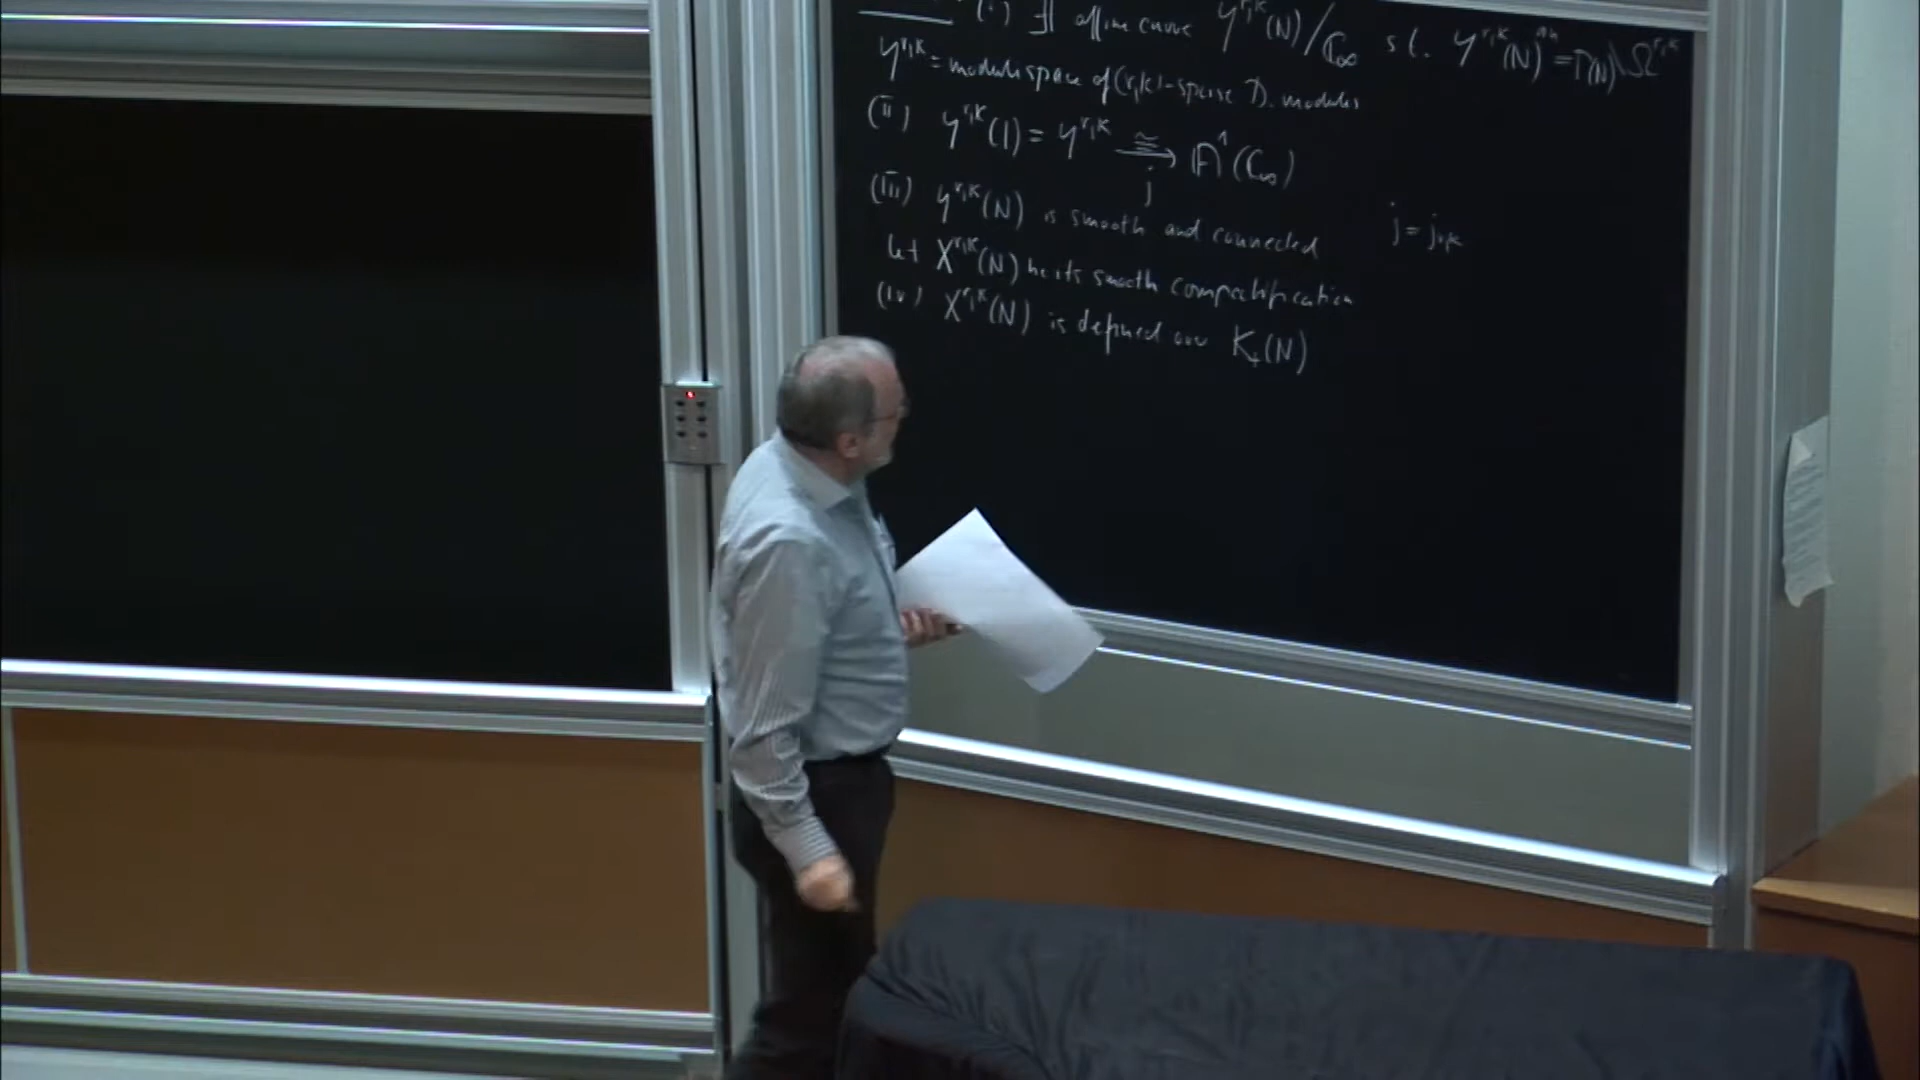 (i) ∃ affine curve Y^{r,k}(N)/C_∞ s.t. Y^{r,k}(N)^{an} = Γ(N)\Ω^{r,k}
Y^{r,k} = moduli space of (r,k)-sparse D. modules
(ii) Y^{r,k}(1) = Y^{r,k} ≅→ j A^1(C_∞)
(iii) Y^{r,k}(N) is smooth and connected j = j_{r,k}
let X^{r,k}(N) be its smooth compactification
(iv) X^{r,k}(N) is defined over K_+(N)